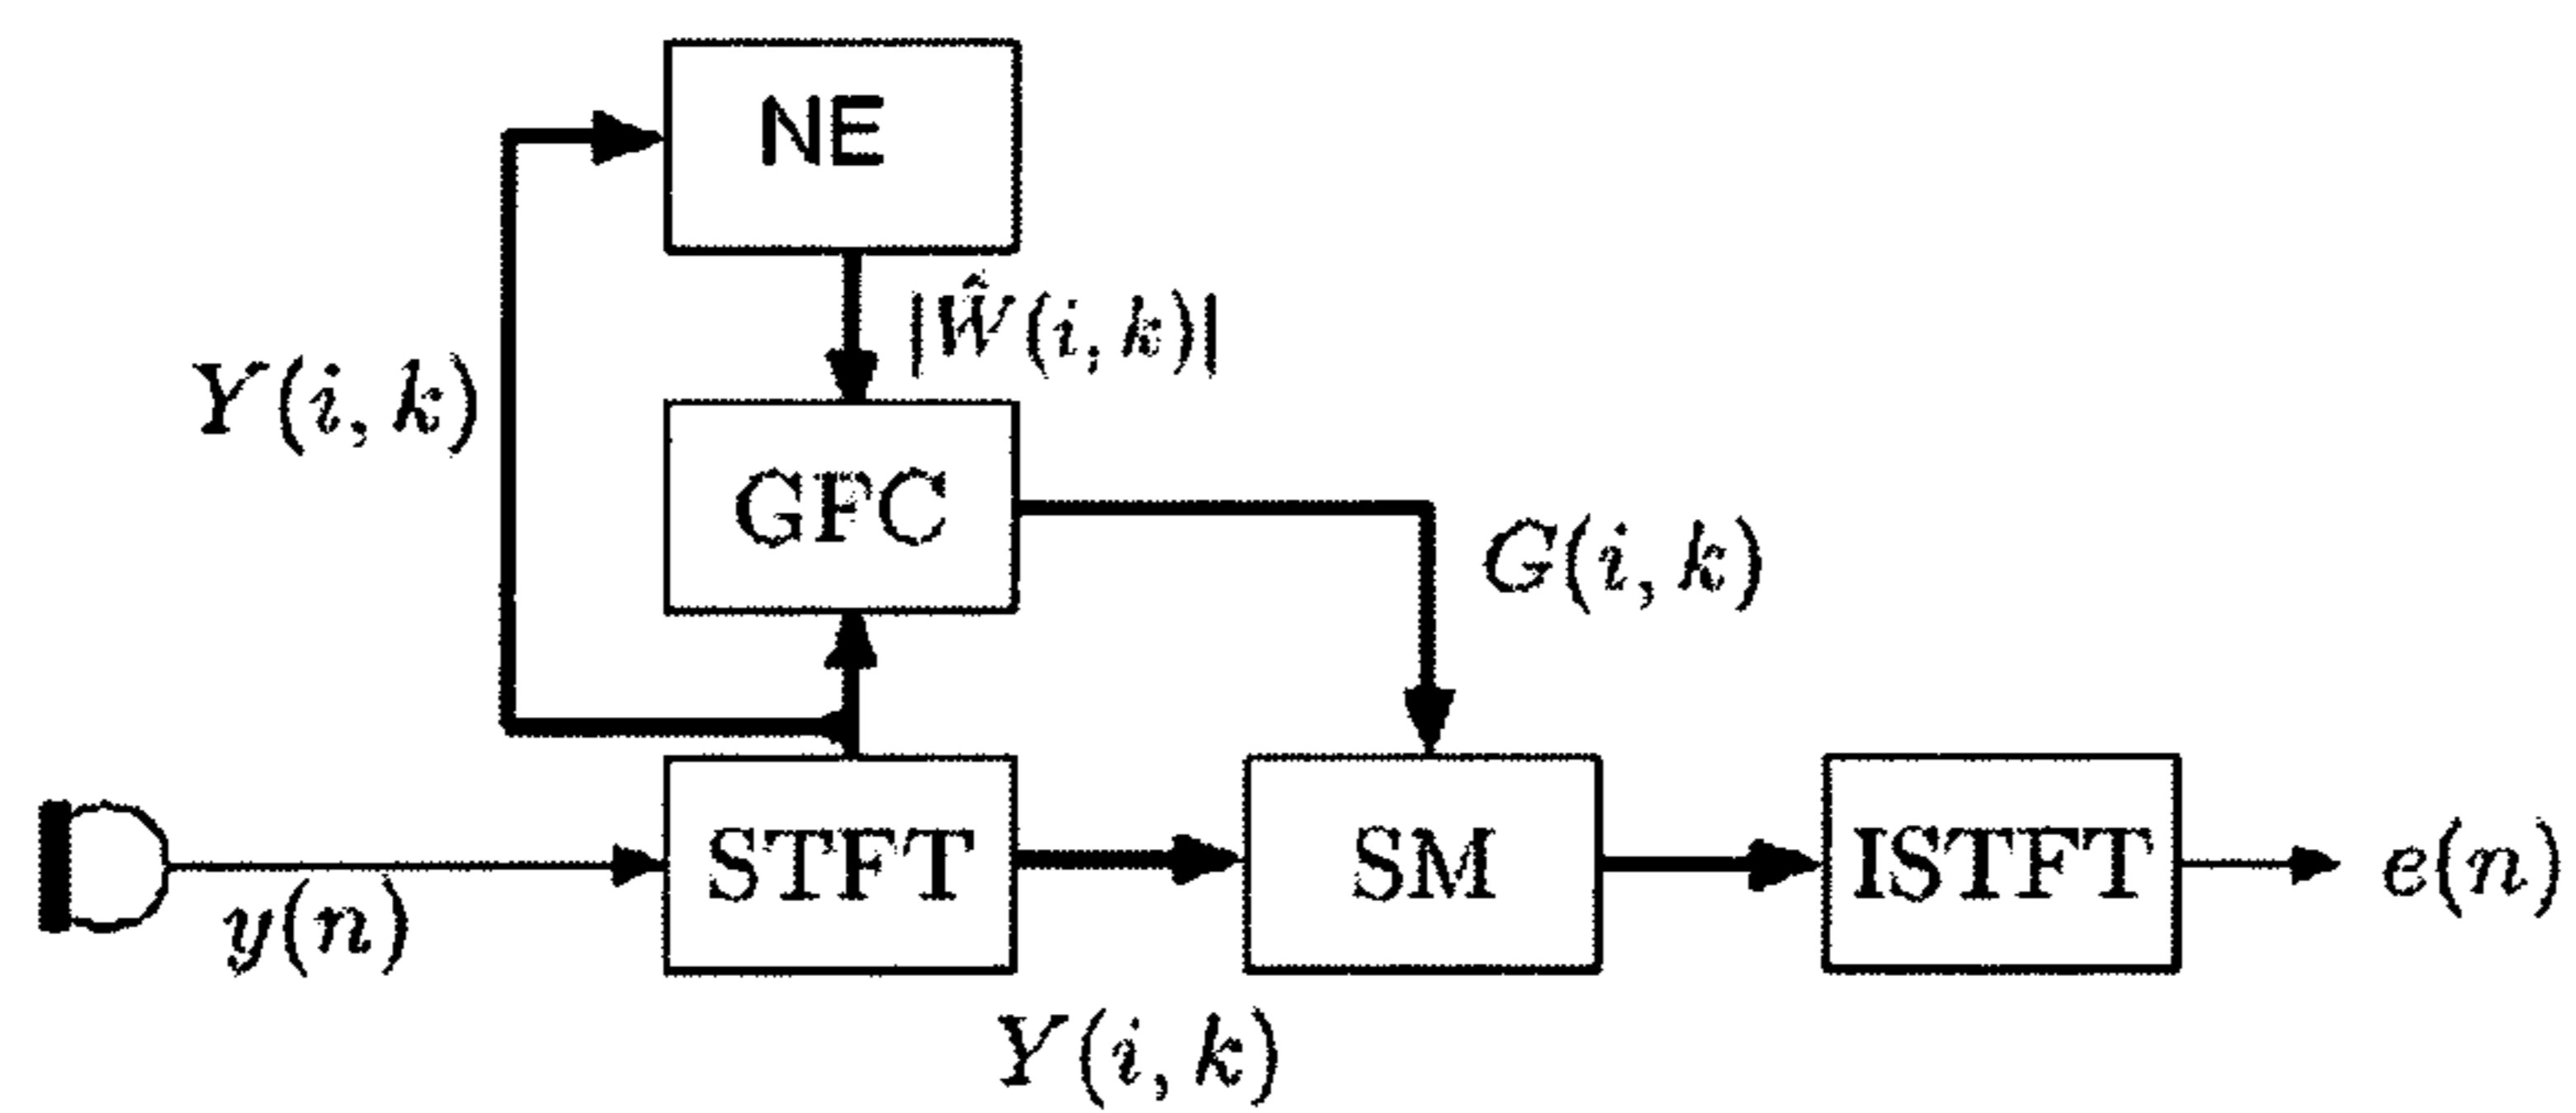 NE
|Ŵ(i, k)|
Y(i, k)
GFC
G(i, k)
STFT
SM
ISTFT
e(n)
y(n)
Y(i, k)